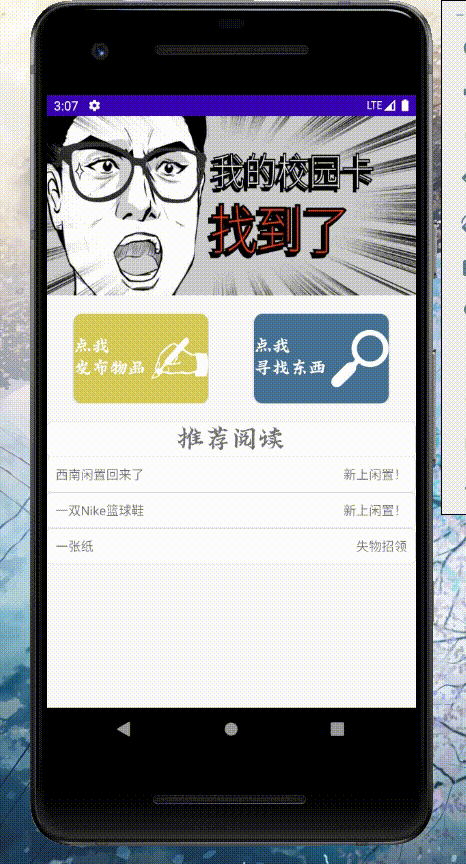 3:07
LTE
我的校园卡
找到了
点我
发布物品
点我
寻找东西
推荐阅读
西南闲置回来了 新上闲置！
一双Nike篮球鞋 新上闲置！
一张纸 失物招领